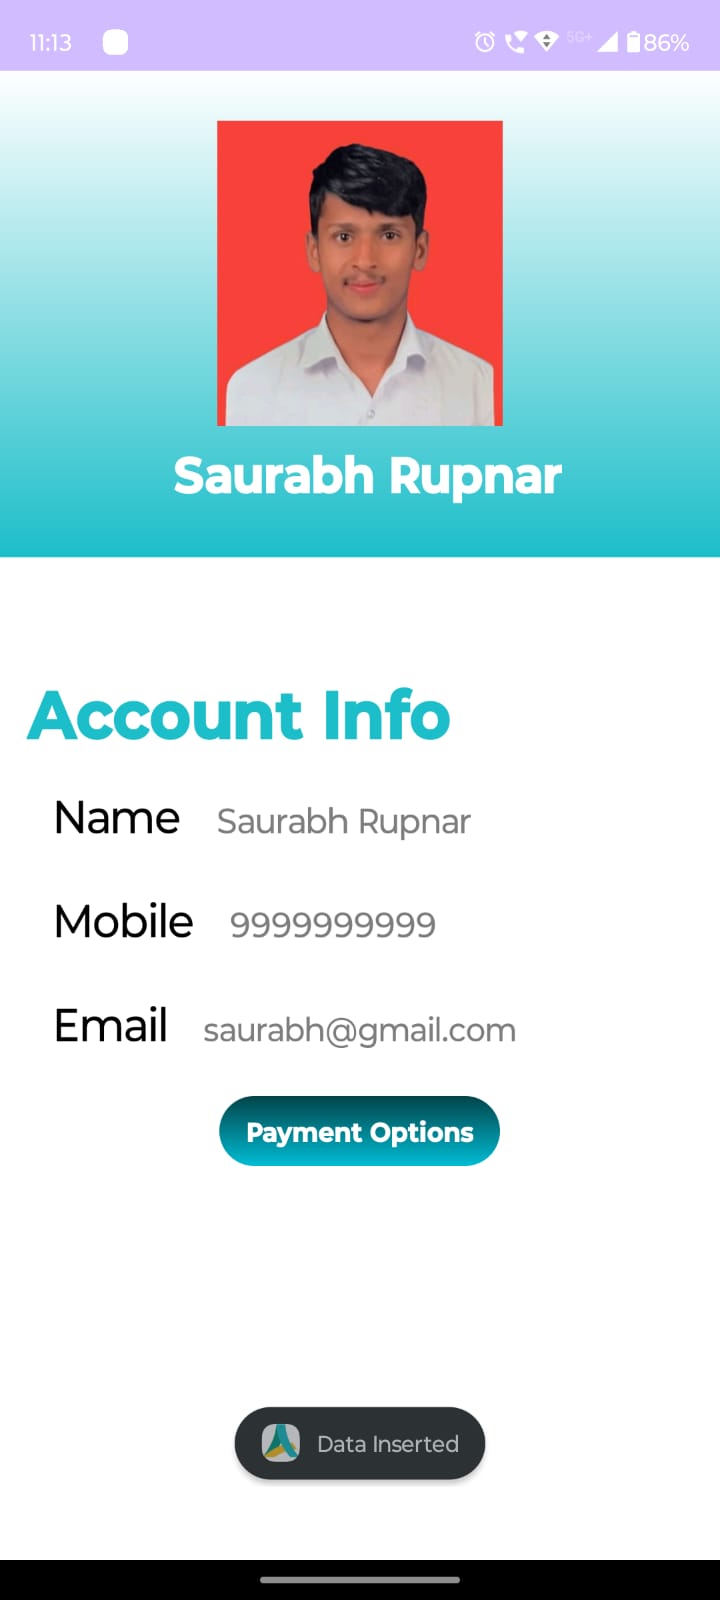 11:13 5G+ 86%
Saurabh Rupnar
Account Info
Name Saurabh Rupnar
Mobile 9999999999
Email saurabh@gmail.com
Payment Options
Data Inserted